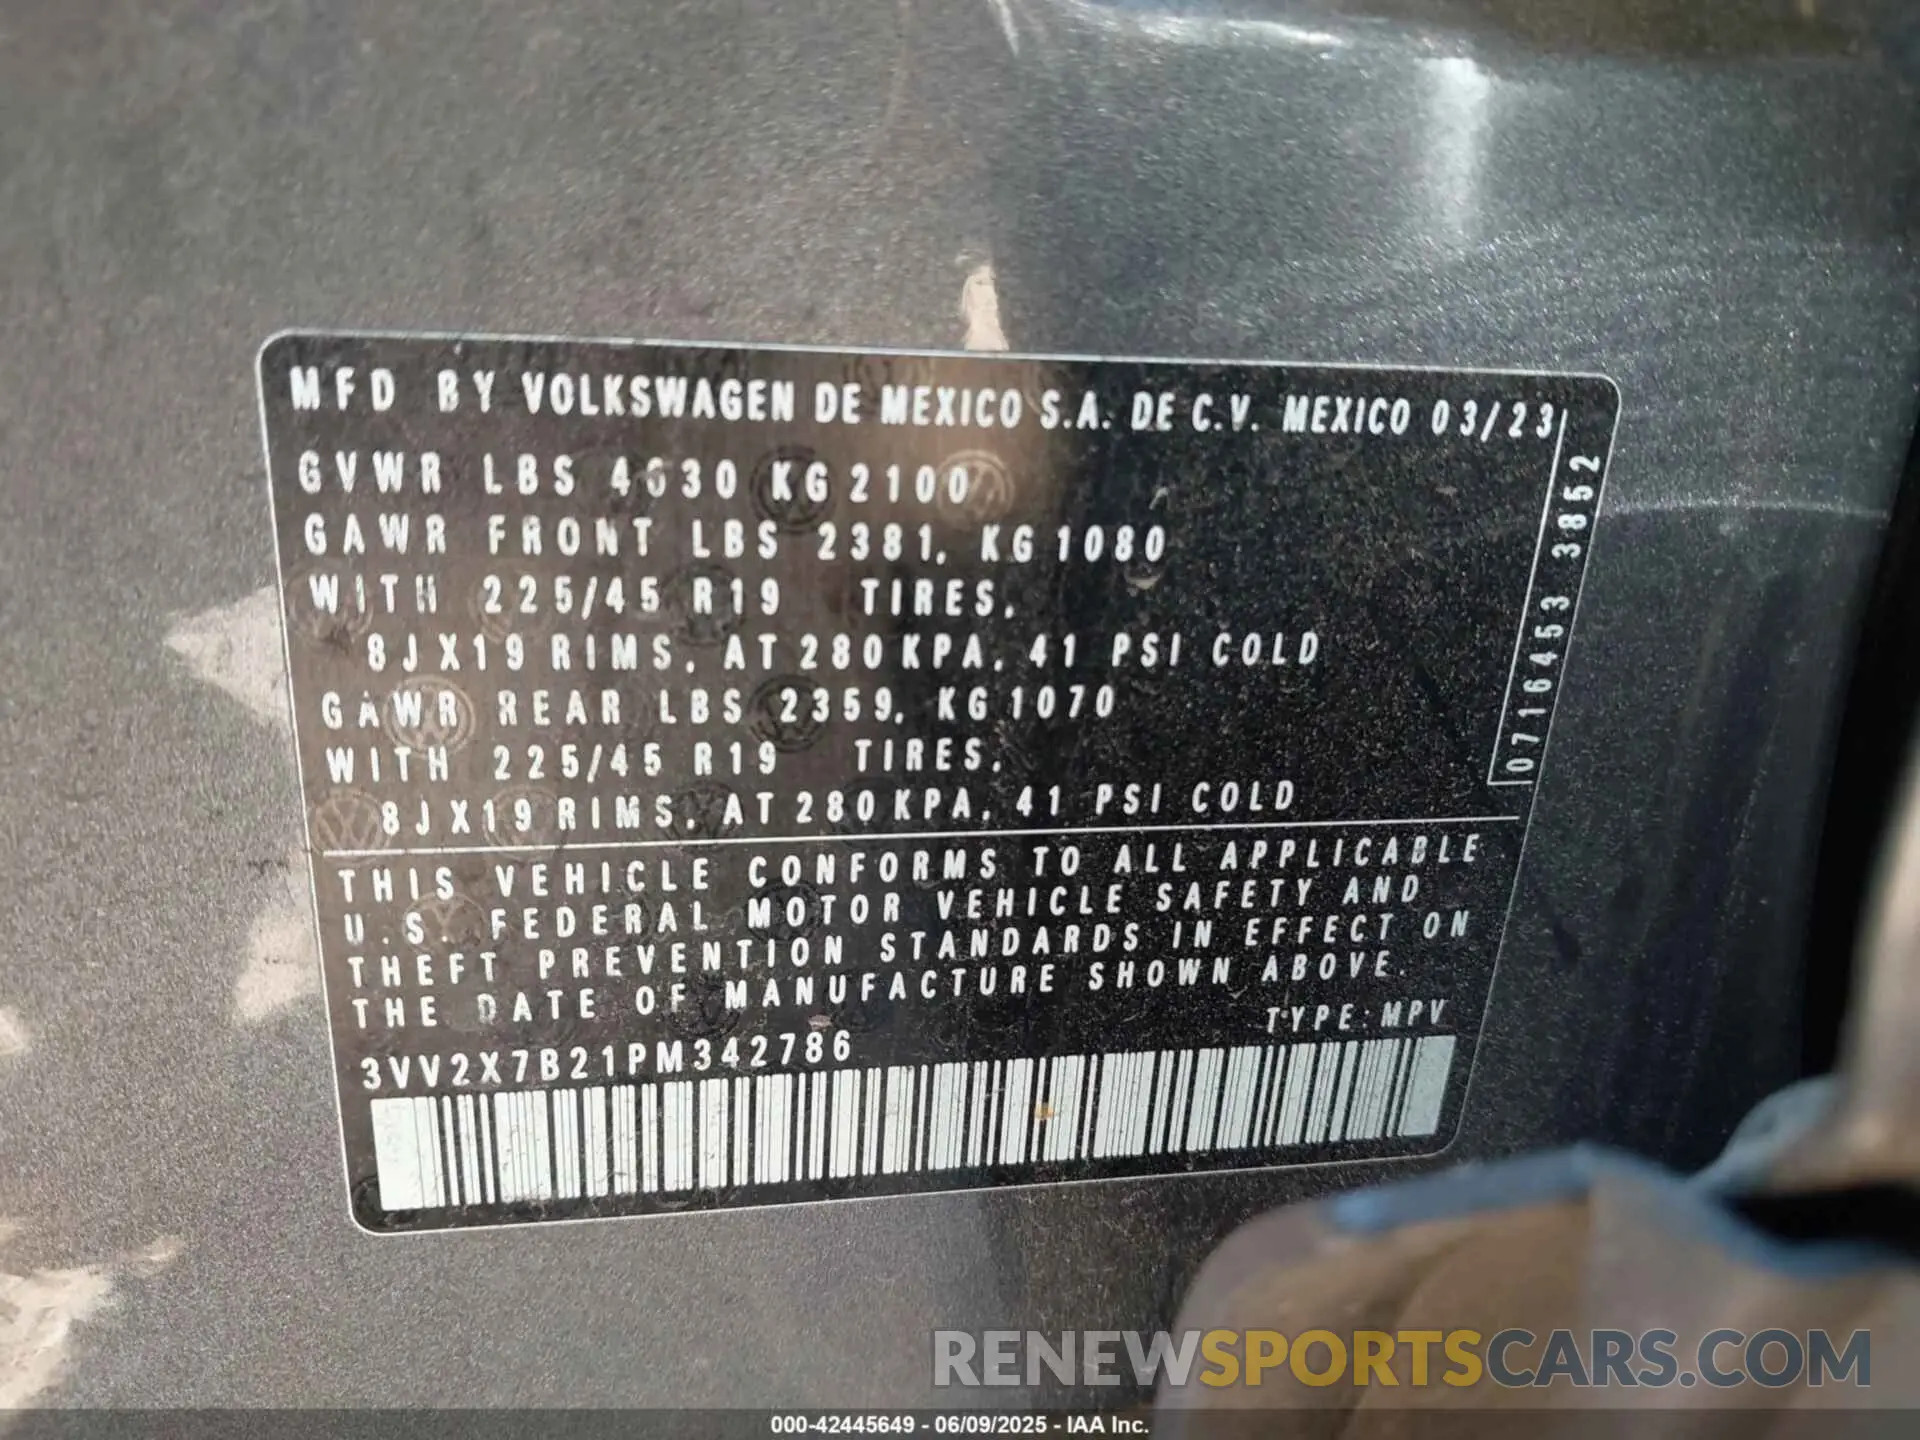 MFD BY VOLKSWAGEN DE MEXICO S.A. DE C.V. MEXICO 03/23
GVWR LBS 4630 KG 2100
GAWR FRONT LBS 2381, KG 1080
WITH 225/45 R19 TIRES,
8JX19 RIMS, AT 280 KPA, 41 PSI COLD
GAWR REAR LBS 2359, KG 1070
WITH 225/45 R19 TIRES,
8JX19 RIMS, AT 280 KPA, 41 PSI COLD
0716453 3852
THIS VEHICLE CONFORMS TO ALL APPLICABLE
U.S. FEDERAL MOTOR VEHICLE SAFETY AND
THEFT PREVENTION STANDARDS IN EFFECT ON
THE DATE OF MANUFACTURE SHOWN ABOVE.
TYPE: MPV
3VV2X7B21PM342786
RENEWSPORTSCARS.COM
000-42445649 - 06/09/2025 - IAA Inc.